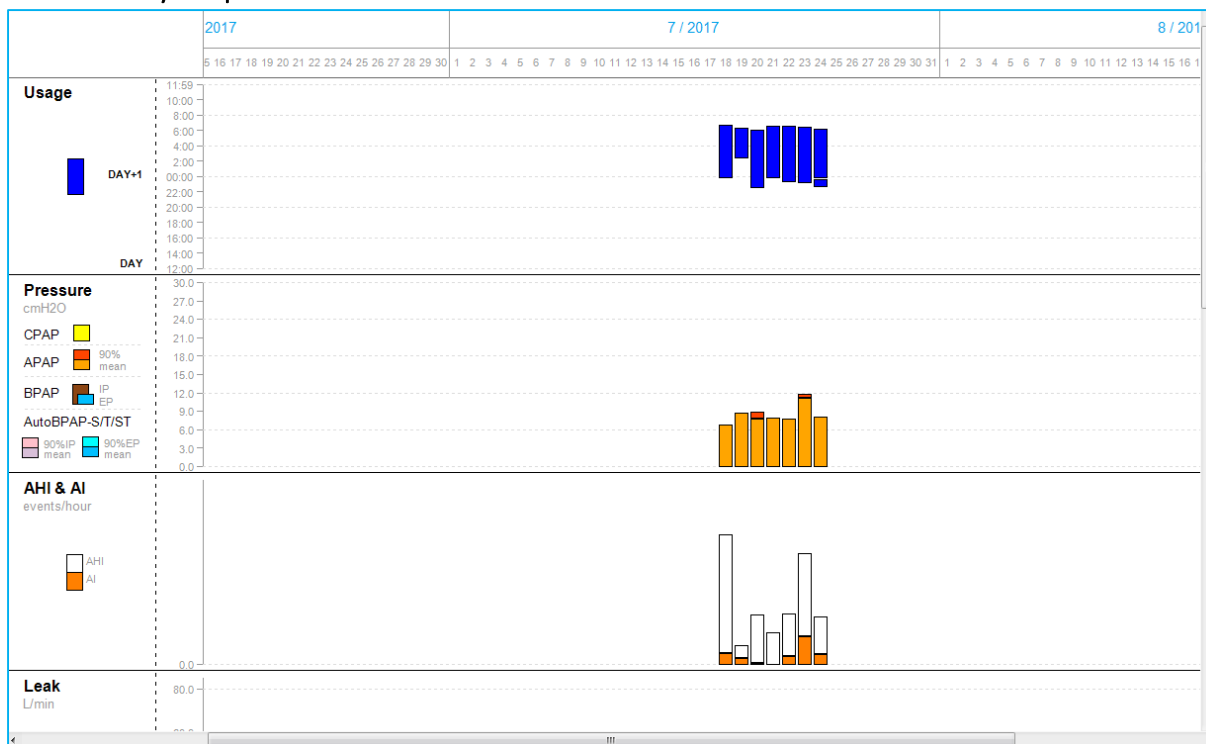 2017 7 / 2017 8 / 201
5 16 17 18 19 20 21 22 23 24 25 26 27 28 29 30 1 2 3 4 5 6 7 8 9 10 11 12 13 14 15 16 17 18 19 20 21 22 23 24 25 26 27 28 29 30 31 1 2 3 4 5 6 7 8 9 10 11 12 13 14 15 16 1
Usage
11:59
10:00
8:00
6:00
4:00
2:00
DAY+1 00:00
22:00
20:00
18:00
16:00
14:00
DAY
12:00
Pressure 30.0
cmH2O 27.0
24.0
CPAP 21.0
APAP 90% 18.0
mean
15.0
BPAP IP 12.0
EP
9.0
AutoBPAP-S/T/ST
6.0
90%IP 90%EP
mean mean
3.0
0.0
AHI & AI
events/hour
AHI
AI
0.0
Leak 80.0
L/min